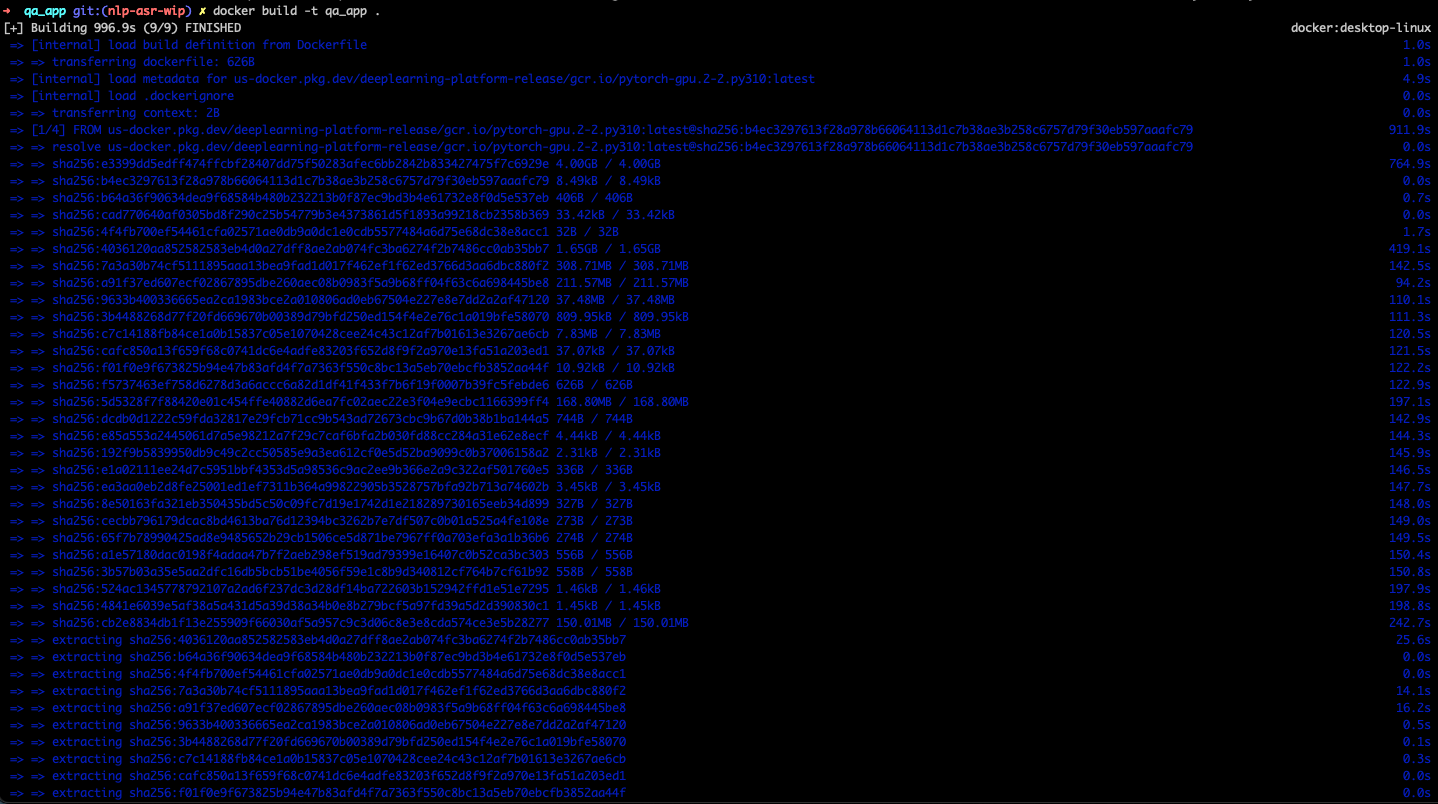 ➜ qa_app git:(nlp-asr-wip) ✗ docker build -t qa_app .
[+] Building 996.9s (9/9) FINISHED docker:desktop-linux
=> [internal] load build definition from Dockerfile 1.0s
=> => transferring dockerfile: 626B 1.0s
=> [internal] load metadata for us-docker.pkg.dev/deeplearning-platform-release/gcr.io/pytorch-gpu.2-2.py310:latest 4.9s
=> [internal] load .dockerignore 0.0s
=> => transferring context: 2B 0.0s
=> [1/4] FROM us-docker.pkg.dev/deeplearning-platform-release/gcr.io/pytorch-gpu.2-2.py310:latest@sha256:b4ec3297613f28a978b66064113d1c7b38ae3b258c6757d79f30eb597aaafc79 911.9s
=> => resolve us-docker.pkg.dev/deeplearning-platform-release/gcr.io/pytorch-gpu.2-2.py310:latest@sha256:b4ec3297613f28a978b66064113d1c7b38ae3b258c6757d79f30eb597aaafc79 0.0s
=> => sha256:e3399dd5edff474ffcbf28407dd75f50283afec6bb2842b833427475f7c6929e 4.00GB / 4.00GB 764.9s
=> => sha256:b4ec3297613f28a978b66064113d1c7b38ae3b258c6757d79f30eb597aaafc79 8.49kB / 8.49kB 0.0s
=> => sha256:b64a36f90634dea9f68584b480b232213b0f87ec9bd3b4e61732e8f0d5e537eb 406B / 406B 0.7s
=> => sha256:cad770640af0305bd8f290c25b54779b3e4373861d5f1893a99218cb2358b369 33.42kB / 33.42kB 0.0s
=> => sha256:4f4fb700ef54461cfa02571ae0db9a0dc1e0cdb5577484a6d75e68dc38e8acc1 32B / 32B 1.7s
=> => sha256:4036120aa852582583eb4d0a27dff8ae2ab074fc3ba6274f2b7486cc0ab35bb7 1.65GB / 1.65GB 419.1s
=> => sha256:7a3a30b74cf5111895aaa13bea9fad1d017f462ef1f62ed3766d3aa6dbc880f2 308.71MB / 308.71MB 142.5s
=> => sha256:a91f37ed607ecf02867895dbe260aec08b0983f5a9b68ff04f63c6a698445be8 211.57MB / 211.57MB 94.2s
=> => sha256:9633b400336665ea2ca1983bce2a010806ad0eb67504e227e8e7dd2a2af47120 37.48MB / 37.48MB 110.1s
=> => sha256:3b4488268d77f20fd669670b00389d79bfd250ed154f4e2e76c1a019bfe58070 809.95kB / 809.95kB 111.3s
=> => sha256:c7c14188fb84ce1a0b15837c05e1070428cee24c43c12af7b01613e3267ae6cb 7.83MB / 7.83MB 120.5s
=> => sha256:cafc850a13f659f68c0741dc6e4adfe83203f652d8f9f2a970e13fa51a203ed1 37.07kB / 37.07kB 121.5s
=> => sha256:f01f0e9f673825b94e47b83afd4f7a7363f550c8bc13a5eb70ebcfb3852aa44f 10.92kB / 10.92kB 122.2s
=> => sha256:f5737463ef758d6278d3a6accc6a82d1df41f433f7b6f19f0007b39fc5febde6 626B / 626B 122.9s
=> => sha256:5d5328f7f88420e01c454ffe40882d6ea7fc02aec22e3f04e9ecbc1166399ff4 168.80MB / 168.80MB 197.1s
=> => sha256:dcdb0d1222c59fda32817e29fcb71cc9b543ad72673cbc9b67d0b38b1ba144a5 744B / 744B 142.9s
=> => sha256:e85a553a2445061d7a5e98212a7f29c7caf6bfa2b030fd88cc284a31e62e8ecf 4.44kB / 4.44kB 144.3s
=> => sha256:192f9b5839950db9c49c2cc50585e9a3ea612cf0e5d52ba9099c0b37006158a2 2.31kB / 2.31kB 145.9s
=> => sha256:e1a02111ee24d7c5951bbf4353d5a98536c9ac2ee9b366e2a9c322af501760e5 336B / 336B 146.5s
=> => sha256:ea3aa0eb2d8fe25001ed1ef7311b364a99822905b3528757bfa92b713a74602b 3.45kB / 3.45kB 147.7s
=> => sha256:8e50163fa321eb350435bd5c50c09fc7d19e1742d1e218289730165eeb34d899 327B / 327B 148.0s
=> => sha256:cecbb796179dcac8bd4613ba76d12394bc3262b7e7df507c0b01a525a4fe108e 273B / 273B 149.0s
=> => sha256:65f7b78990425ad8e9485652b29cb1506ce5d871be7967ff0a703efa3a1b36b6 274B / 274B 149.5s
=> => sha256:a1e57180dac0198f4adaa47b7f2aeb298ef519ad79399e16407c0b52ca3bc303 556B / 556B 150.4s
=> => sha256:3b57b03a35e5aa2dfc16db5bcb51be4056f59e1c8b9d340812cf764b7cf61b92 558B / 558B 150.8s
=> => sha256:524ac1345778792107a2ad6f237dc3d28df14ba722603b152942ffd1e51e7295 1.46kB / 1.46kB 197.9s
=> => sha256:4841e6039e5af38a5a431d5a39d38a34b0e8b279bcf5a97fd39a5d2d390830c1 1.45kB / 1.45kB 198.8s
=> => sha256:cb2e8834db1f13e255909f66030af5a957c9c3d06c8e3e8cda574ce3e5b28277 150.01MB / 150.01MB 242.7s
=> => extracting sha256:4036120aa852582583eb4d0a27dff8ae2ab074fc3ba6274f2b7486cc0ab35bb7 25.6s
=> => extracting sha256:b64a36f90634dea9f68584b480b232213b0f87ec9bd3b4e61732e8f0d5e537eb 0.0s
=> => extracting sha256:4f4fb700ef54461cfa02571ae0db9a0dc1e0cdb5577484a6d75e68dc38e8acc1 0.0s
=> => extracting sha256:7a3a30b74cf5111895aaa13bea9fad1d017f462ef1f62ed3766d3aa6dbc880f2 14.1s
=> => extracting sha256:a91f37ed607ecf02867895dbe260aec08b0983f5a9b68ff04f63c6a698445be8 16.2s
=> => extracting sha256:9633b400336665ea2ca1983bce2a010806ad0eb67504e227e8e7dd2a2af47120 0.5s
=> => extracting sha256:3b4488268d77f20fd669670b00389d79bfd250ed154f4e2e76c1a019bfe58070 0.1s
=> => extracting sha256:c7c14188fb84ce1a0b15837c05e1070428cee24c43c12af7b01613e3267ae6cb 0.3s
=> => extracting sha256:cafc850a13f659f68c0741dc6e4adfe83203f652d8f9f2a970e13fa51a203ed1 0.0s
=> => extracting sha256:f01f0e9f673825b94e47b83afd4f7a7363f550c8bc13a5eb70ebcfb3852aa44f 0.0s